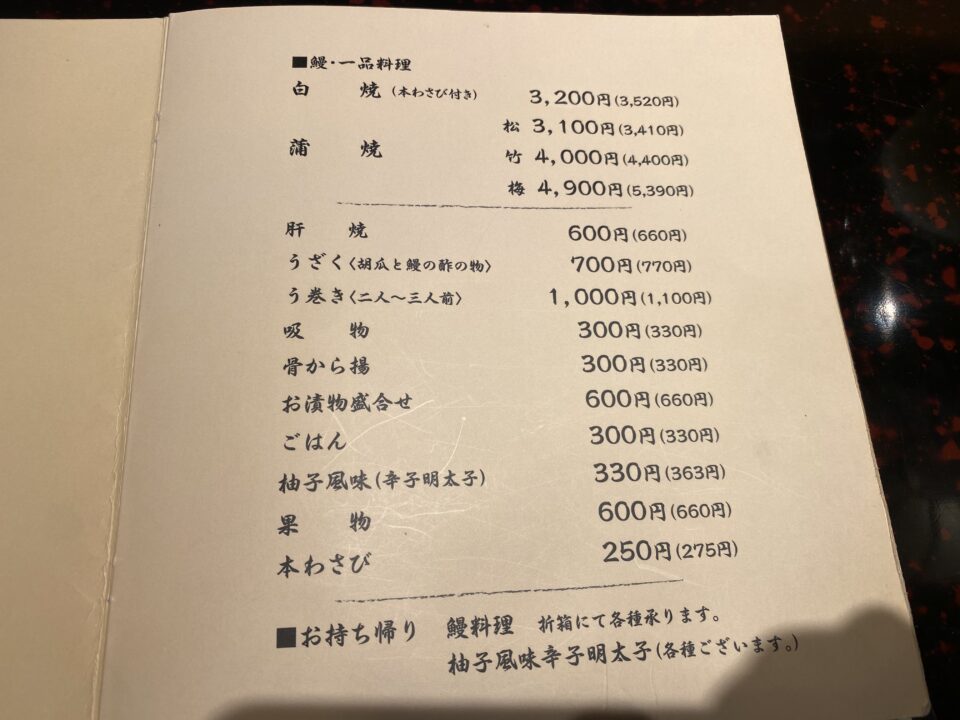 ■鰻・一品料理
白焼(本わさび付き) 3,200円(3,520円)
松 3,100円(3,410円)
蒲焼 竹 4,000円(4,400円)
梅 4,900円(5,390円)
肝焼 600円(660円)
うざく〈胡瓜と鰻の酢の物〉 700円(770円)
う巻き〈二人〜三人前〉 1,000円(1,100円)
吸物 300円(330円)
骨から揚 300円(330円)
お漬物盛合せ 600円(660円)
ごはん 300円(330円)
柚子風味(辛子明太子) 330円(363円)
果物 600円(660円)
本わさび 250円(275円)
■お持ち帰り 鰻料理 折箱にて各種承ります。
柚子風味辛子明太子(各種ございます。)